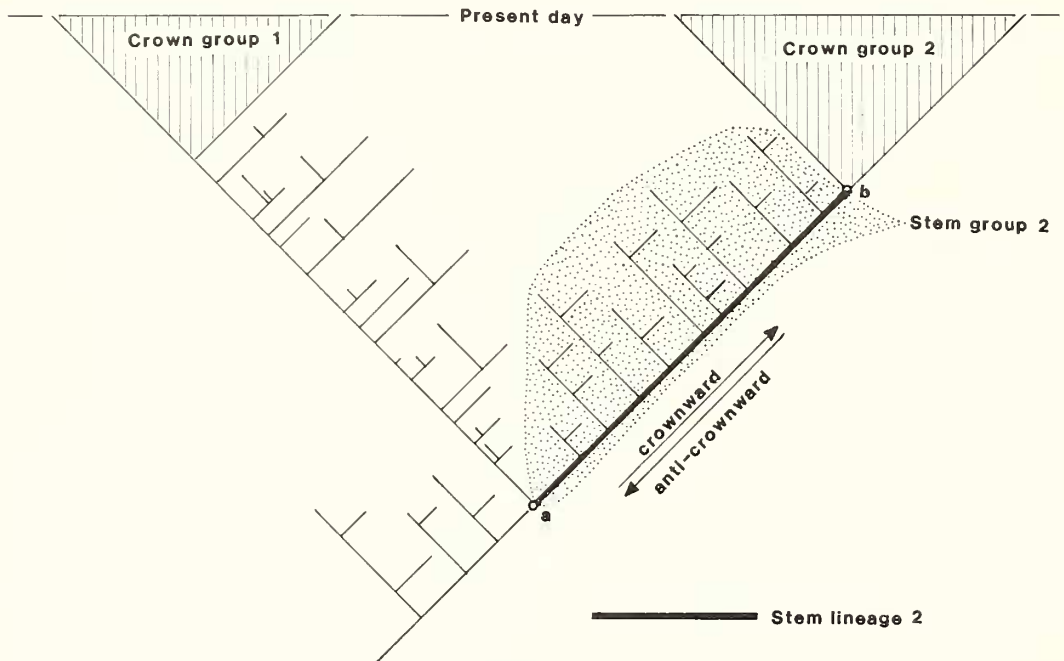 Present day
Crown group 1
Crown group 2
b
Stem group 2
crownward
anti-crownward
a
Stem lineage 2